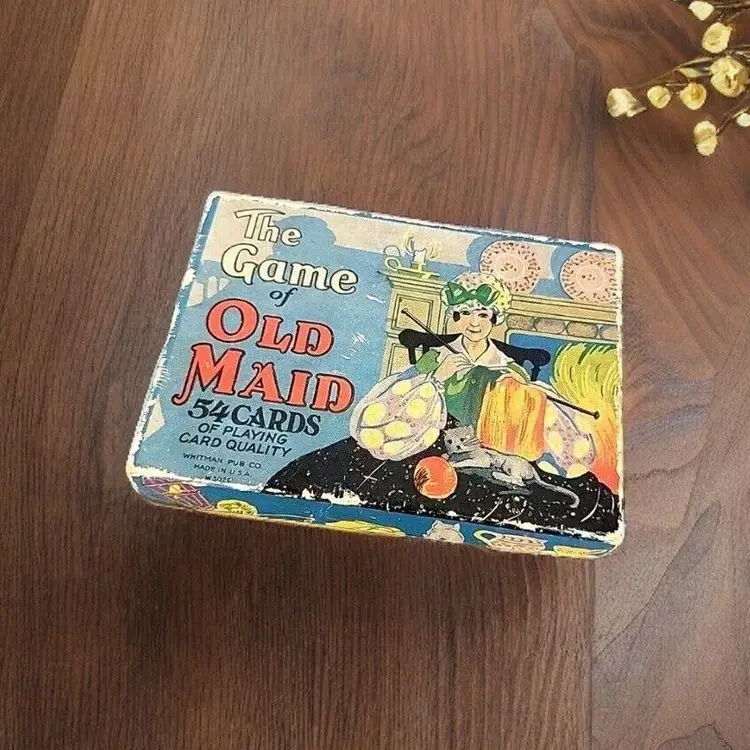 The
Game
of
OLD
MAID
54 CARDS
OF PLAYING
CARD QUALITY
WHITMAN PUB. CO.
MADE IN U.S.A.